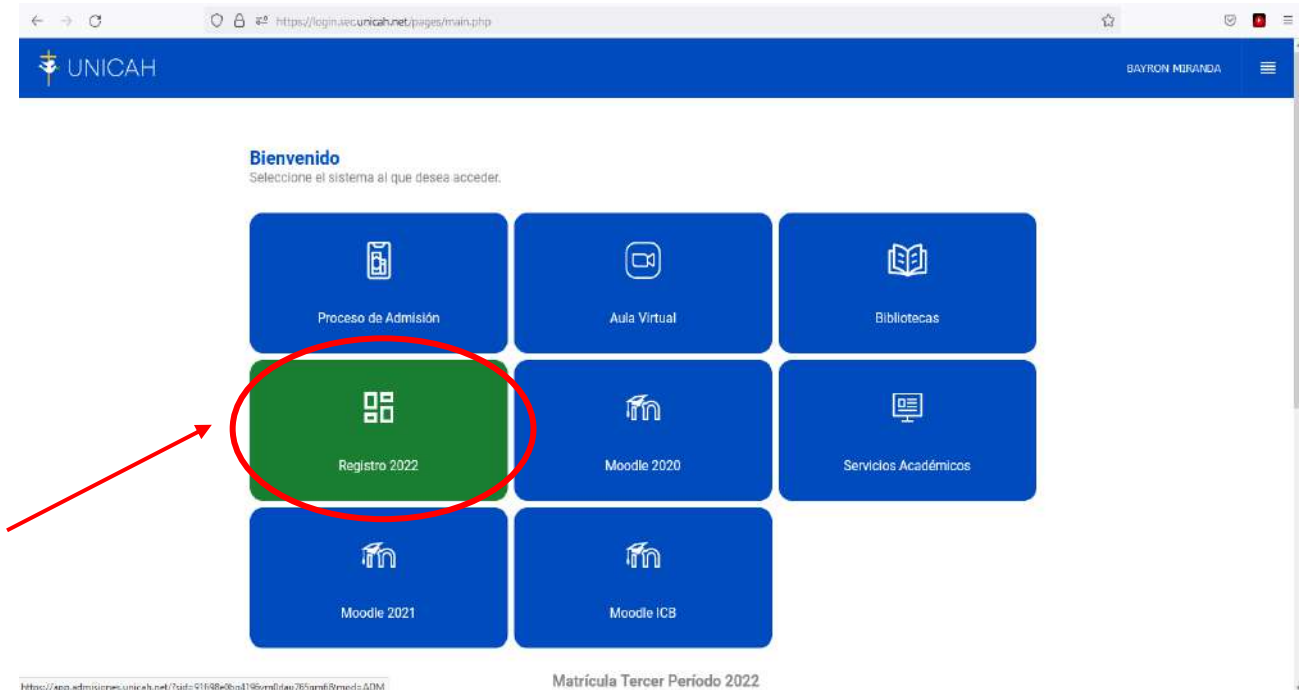 https://login.sec.unicah.net/pages/main.php
UNICAH
BAYRON MIRANDA
Bienvenido
Seleccione el sistema al que desea acceder.
Proceso de Admisión
Aula Virtual
Bibliotecas
Registro 2022
Moodle 2020
Servicios Académicos
Moodle 2021
Moodle ICB
Matrícula Tercer Período 2022